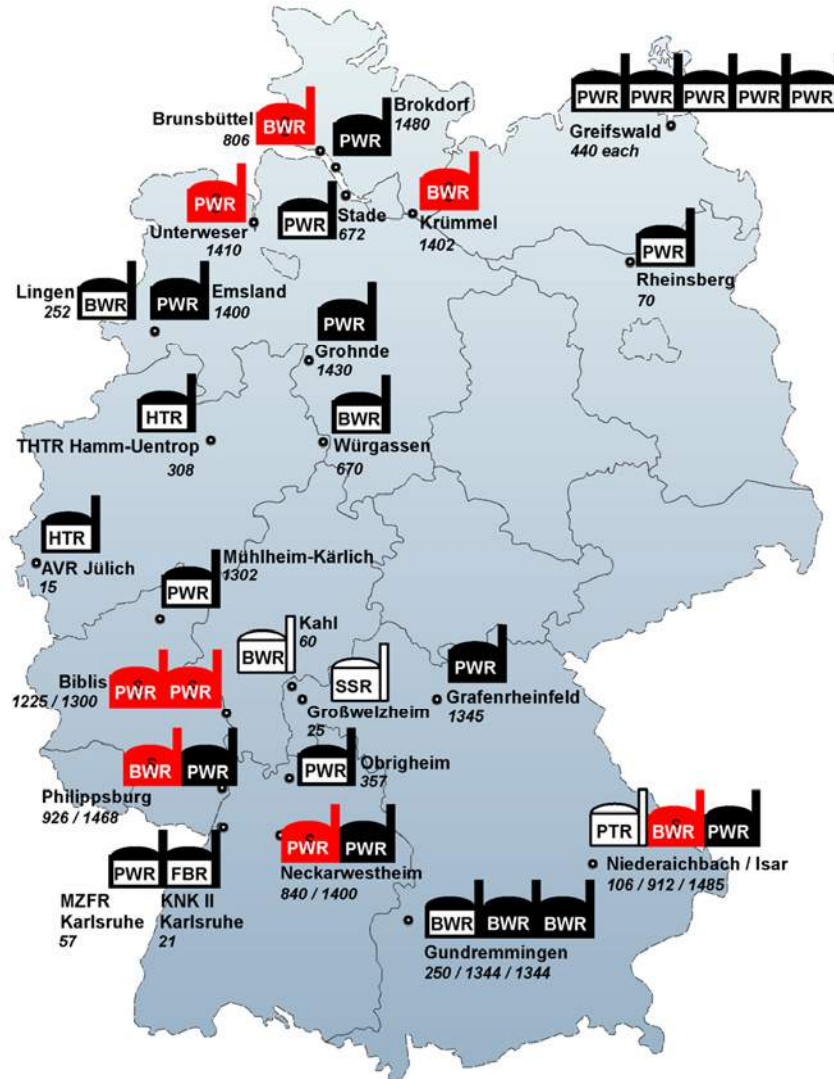 PWR PWR PWR PWR PWR
Greifswald
440 each
Brunsbüttel
806
BWR
Brokdorf
1480
PWR
PWR
Unterweser
1410
PWR
Stade
672
BWR
Krümmel
1402
PWR
Rheinsberg
70
Lingen
252
BWR
PWR
Emsland
1400
PWR
Grohnde
1430
HTR
THTR Hamm-Uentrop
308
BWR
Würgassen
670
HTR
AVR Jülich
15
Mühlheim-Kärlich
1302
PWR
Kahl
60
BWR
SSR
Großwelzheim
25
PWR
Grafenrheinfeld
1345
Biblis
1225 / 1300
PWR PWR
BWR PWR
Philippsburg
926 / 1468
PWR
Obrigheim
357
PTR BWR PWR
Niederaichbach / Isar
106 / 912 / 1485
PWR PWR
Neckarwestheim
840 / 1400
PWR FBR
MZFR
Karlsruhe
57
KNK II
Karlsruhe
21
BWR BWR BWR
Gundremmingen
250 / 1344 / 1344